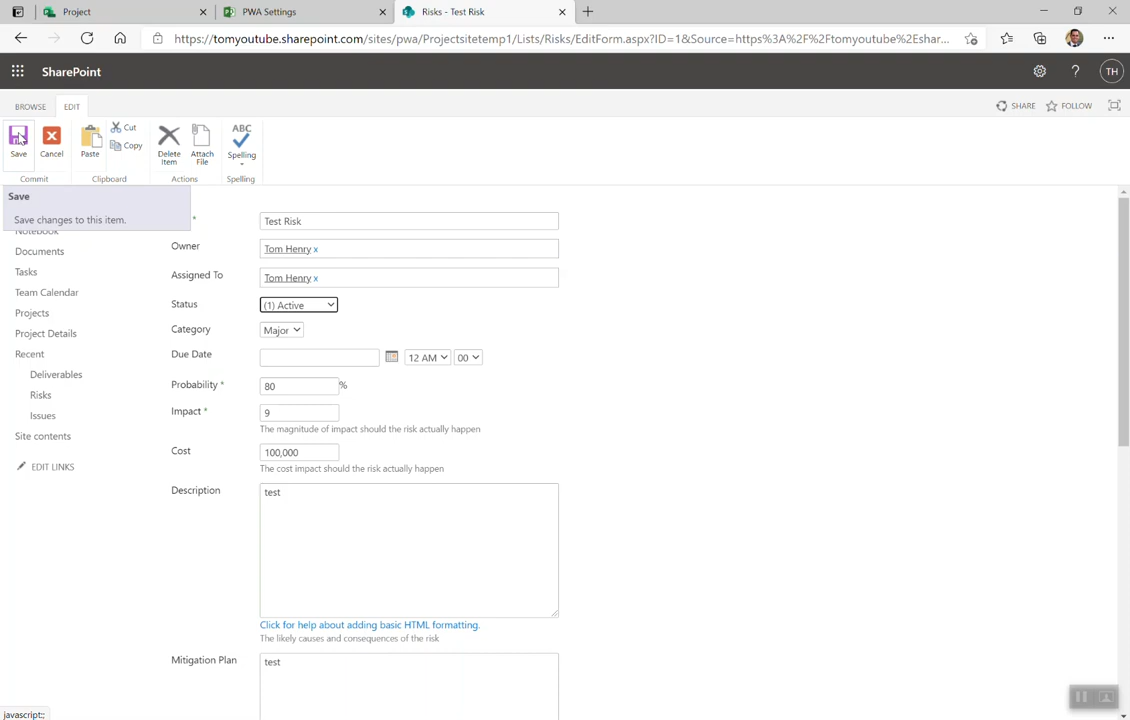 Project
PWA Settings
Risks - Test Risk
https://tomyoutube.sharepoint.com/sites/pwa/Projectsitetemp1/Lists/Risks/EditForm.aspx?ID=1&Source=https%3A%2F%2Ftomyoutube%2Eshar...
SharePoint
?
TH
BROWSE
EDIT
SHARE
FOLLOW
Save
Cancel
Paste
Cut
Copy
Delete Item
Attach File
ABC
Spelling
Commit
Clipboard
Actions
Spelling
Save
Save changes to this item.
Notebook
Documents
Tasks
Team Calendar
Projects
Project Details
Recent
Deliverables
Risks
Issues
Site contents
EDIT LINKS
* Test Risk
Owner Tom Henry x
Assigned To Tom Henry x
Status (1) Active
Category Major
Due Date 12 AM 00
Probability * 80 %
Impact * 9
The magnitude of impact should the risk actually happen
Cost 100,000
The cost impact should the risk actually happen
Description test
Click for help about adding basic HTML formatting.
The likely causes and consequences of the risk
Mitigation Plan test
javascript:;